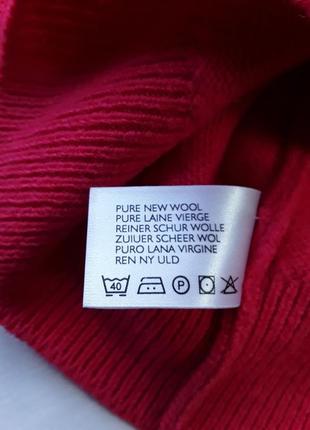 PURE NEW WOOL
PURE LAINE VIERGE
REINER SCHUR WOLLE
ZUIUER SCHEER WOL
PURO LANA VIRGINE
REN NY ULD
40 P